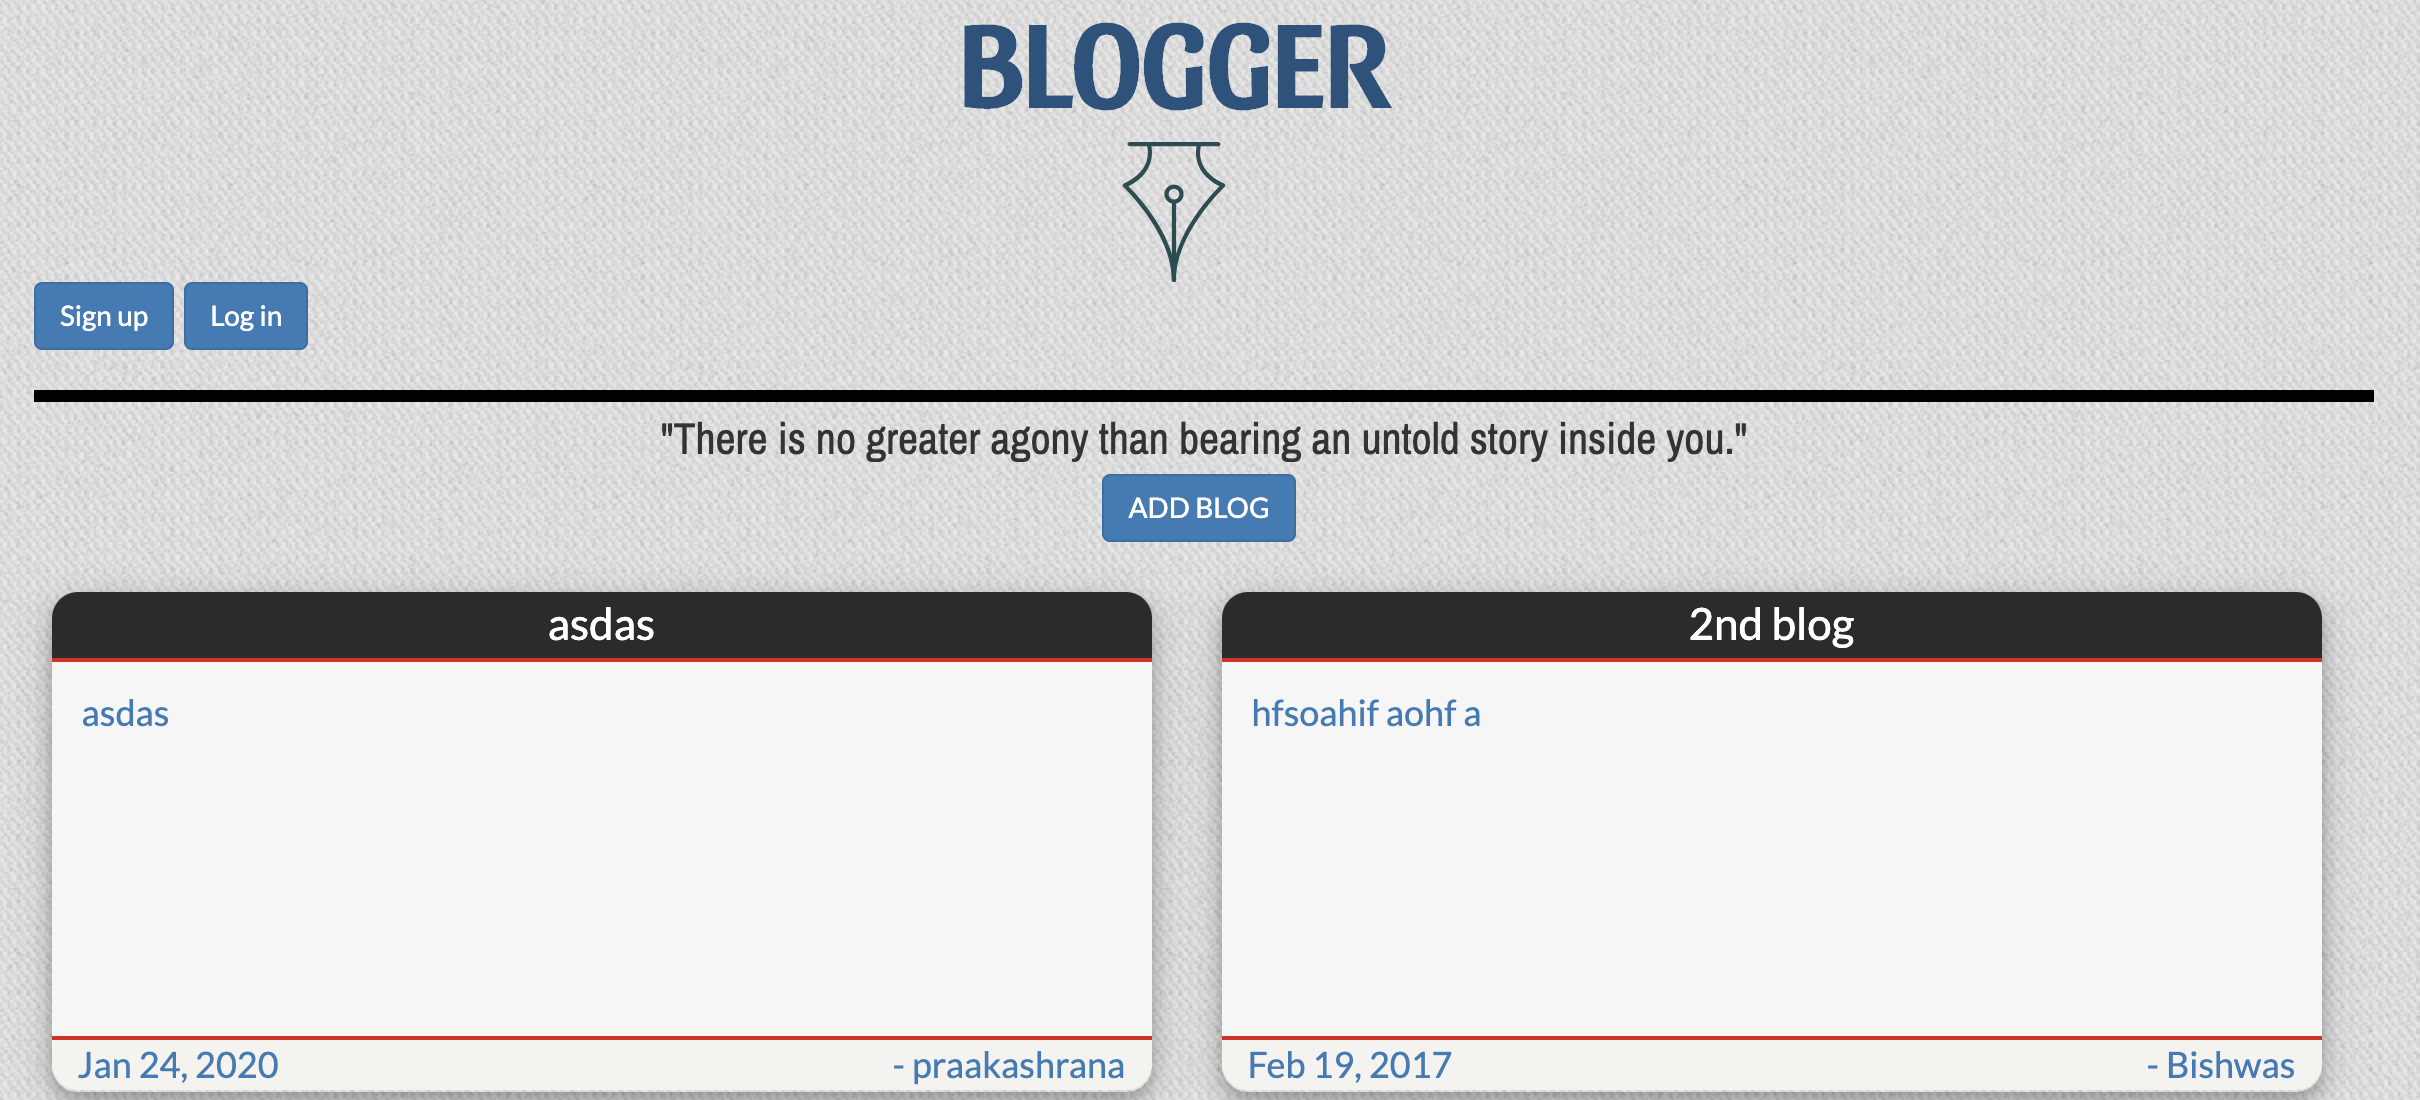 BLOGGER
Sign up
Log in
"There is no greater agony than bearing an untold story inside you."
ADD BLOG
asdas
asdas
Jan 24, 2020
- praakashrana
2nd blog
hfsoahif aohf a
Feb 19, 2017
- Bishwas